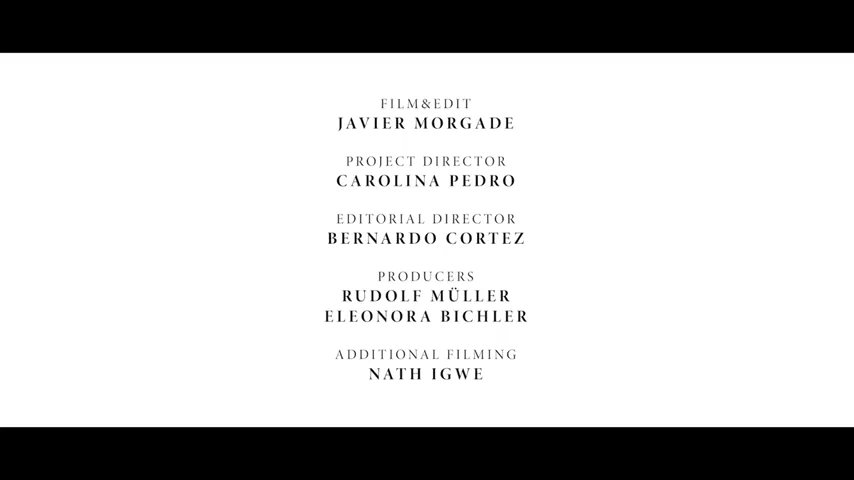 FILM&EDIT
JAVIER MORGADE
PROJECT DIRECTOR
CAROLINA PEDRO
EDITORIAL DIRECTOR
BERNARDO CORTEZ
PRODUCERS
RUDOLF MÜLLER
ELEONORA BICHLER
ADDITIONAL FILMING
NATH IGWE